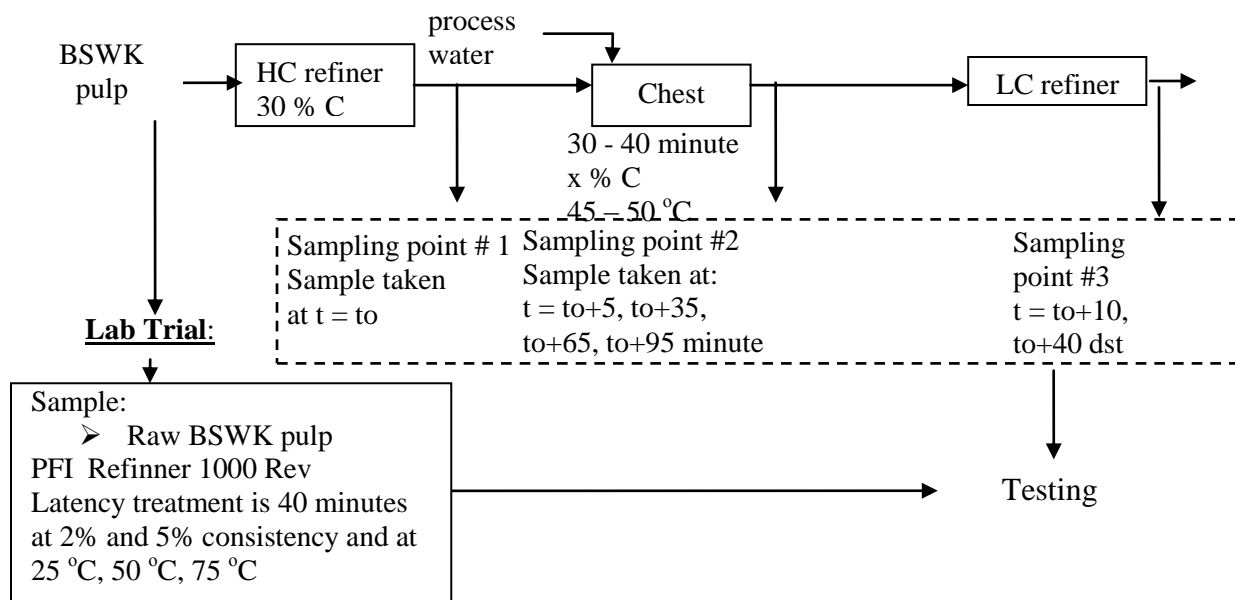 BSWK
pulp
HC refiner
30 % C
process
water
Chest
30 - 40 minute
x % C
45 – 50 °C
LC refiner
Sampling point # 1
Sample taken
at t = to
Sampling point #2
Sample taken at:
t = to+5, to+35,
to+65, to+95 minute
Sampling
point #3
t = to+10,
to+40 dst
Lab Trial:
Sample:
➢ Raw BSWK pulp
PFI Refinner 1000 Rev
Latency treatment is 40 minutes
at 2% and 5% consistency and at
25 °C, 50 °C, 75 °C
Testing